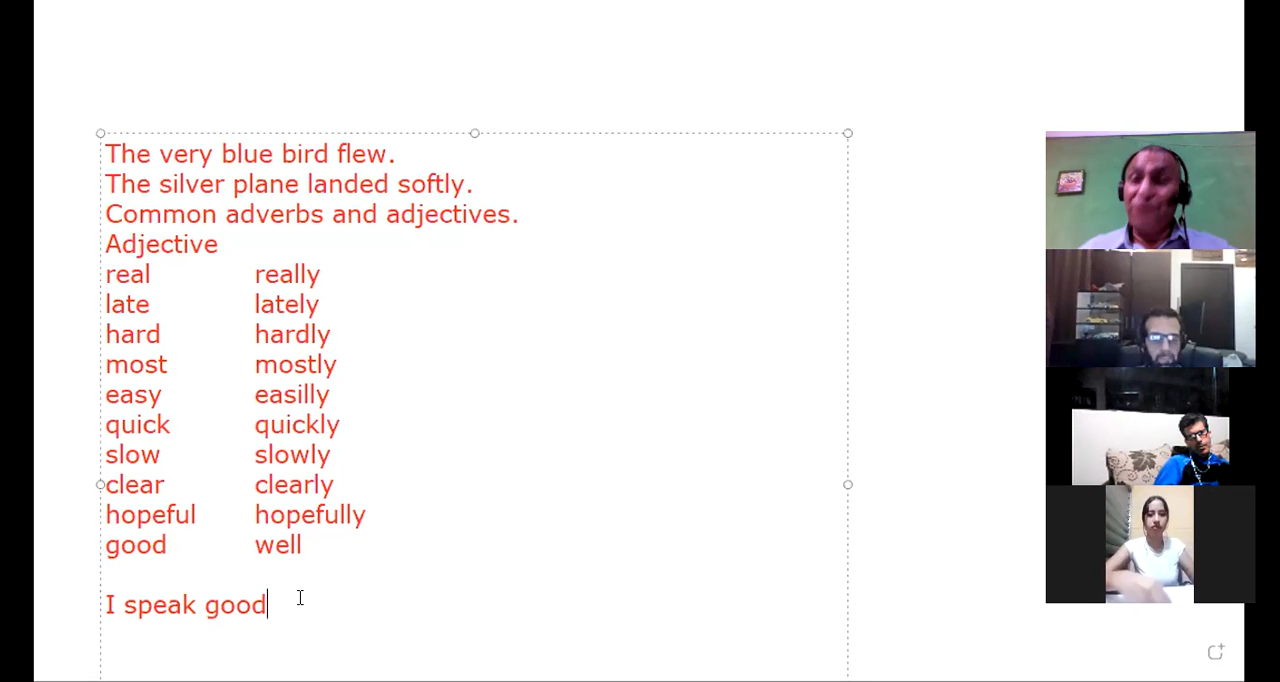 The very blue bird flew.
The silver plane landed softly.
Common adverbs and adjectives.
Adjective
real really
late lately
hard hardly
most mostly
easy easilly
quick quickly
slow slowly
clear clearly
hopeful hopefully
good well
I speak good